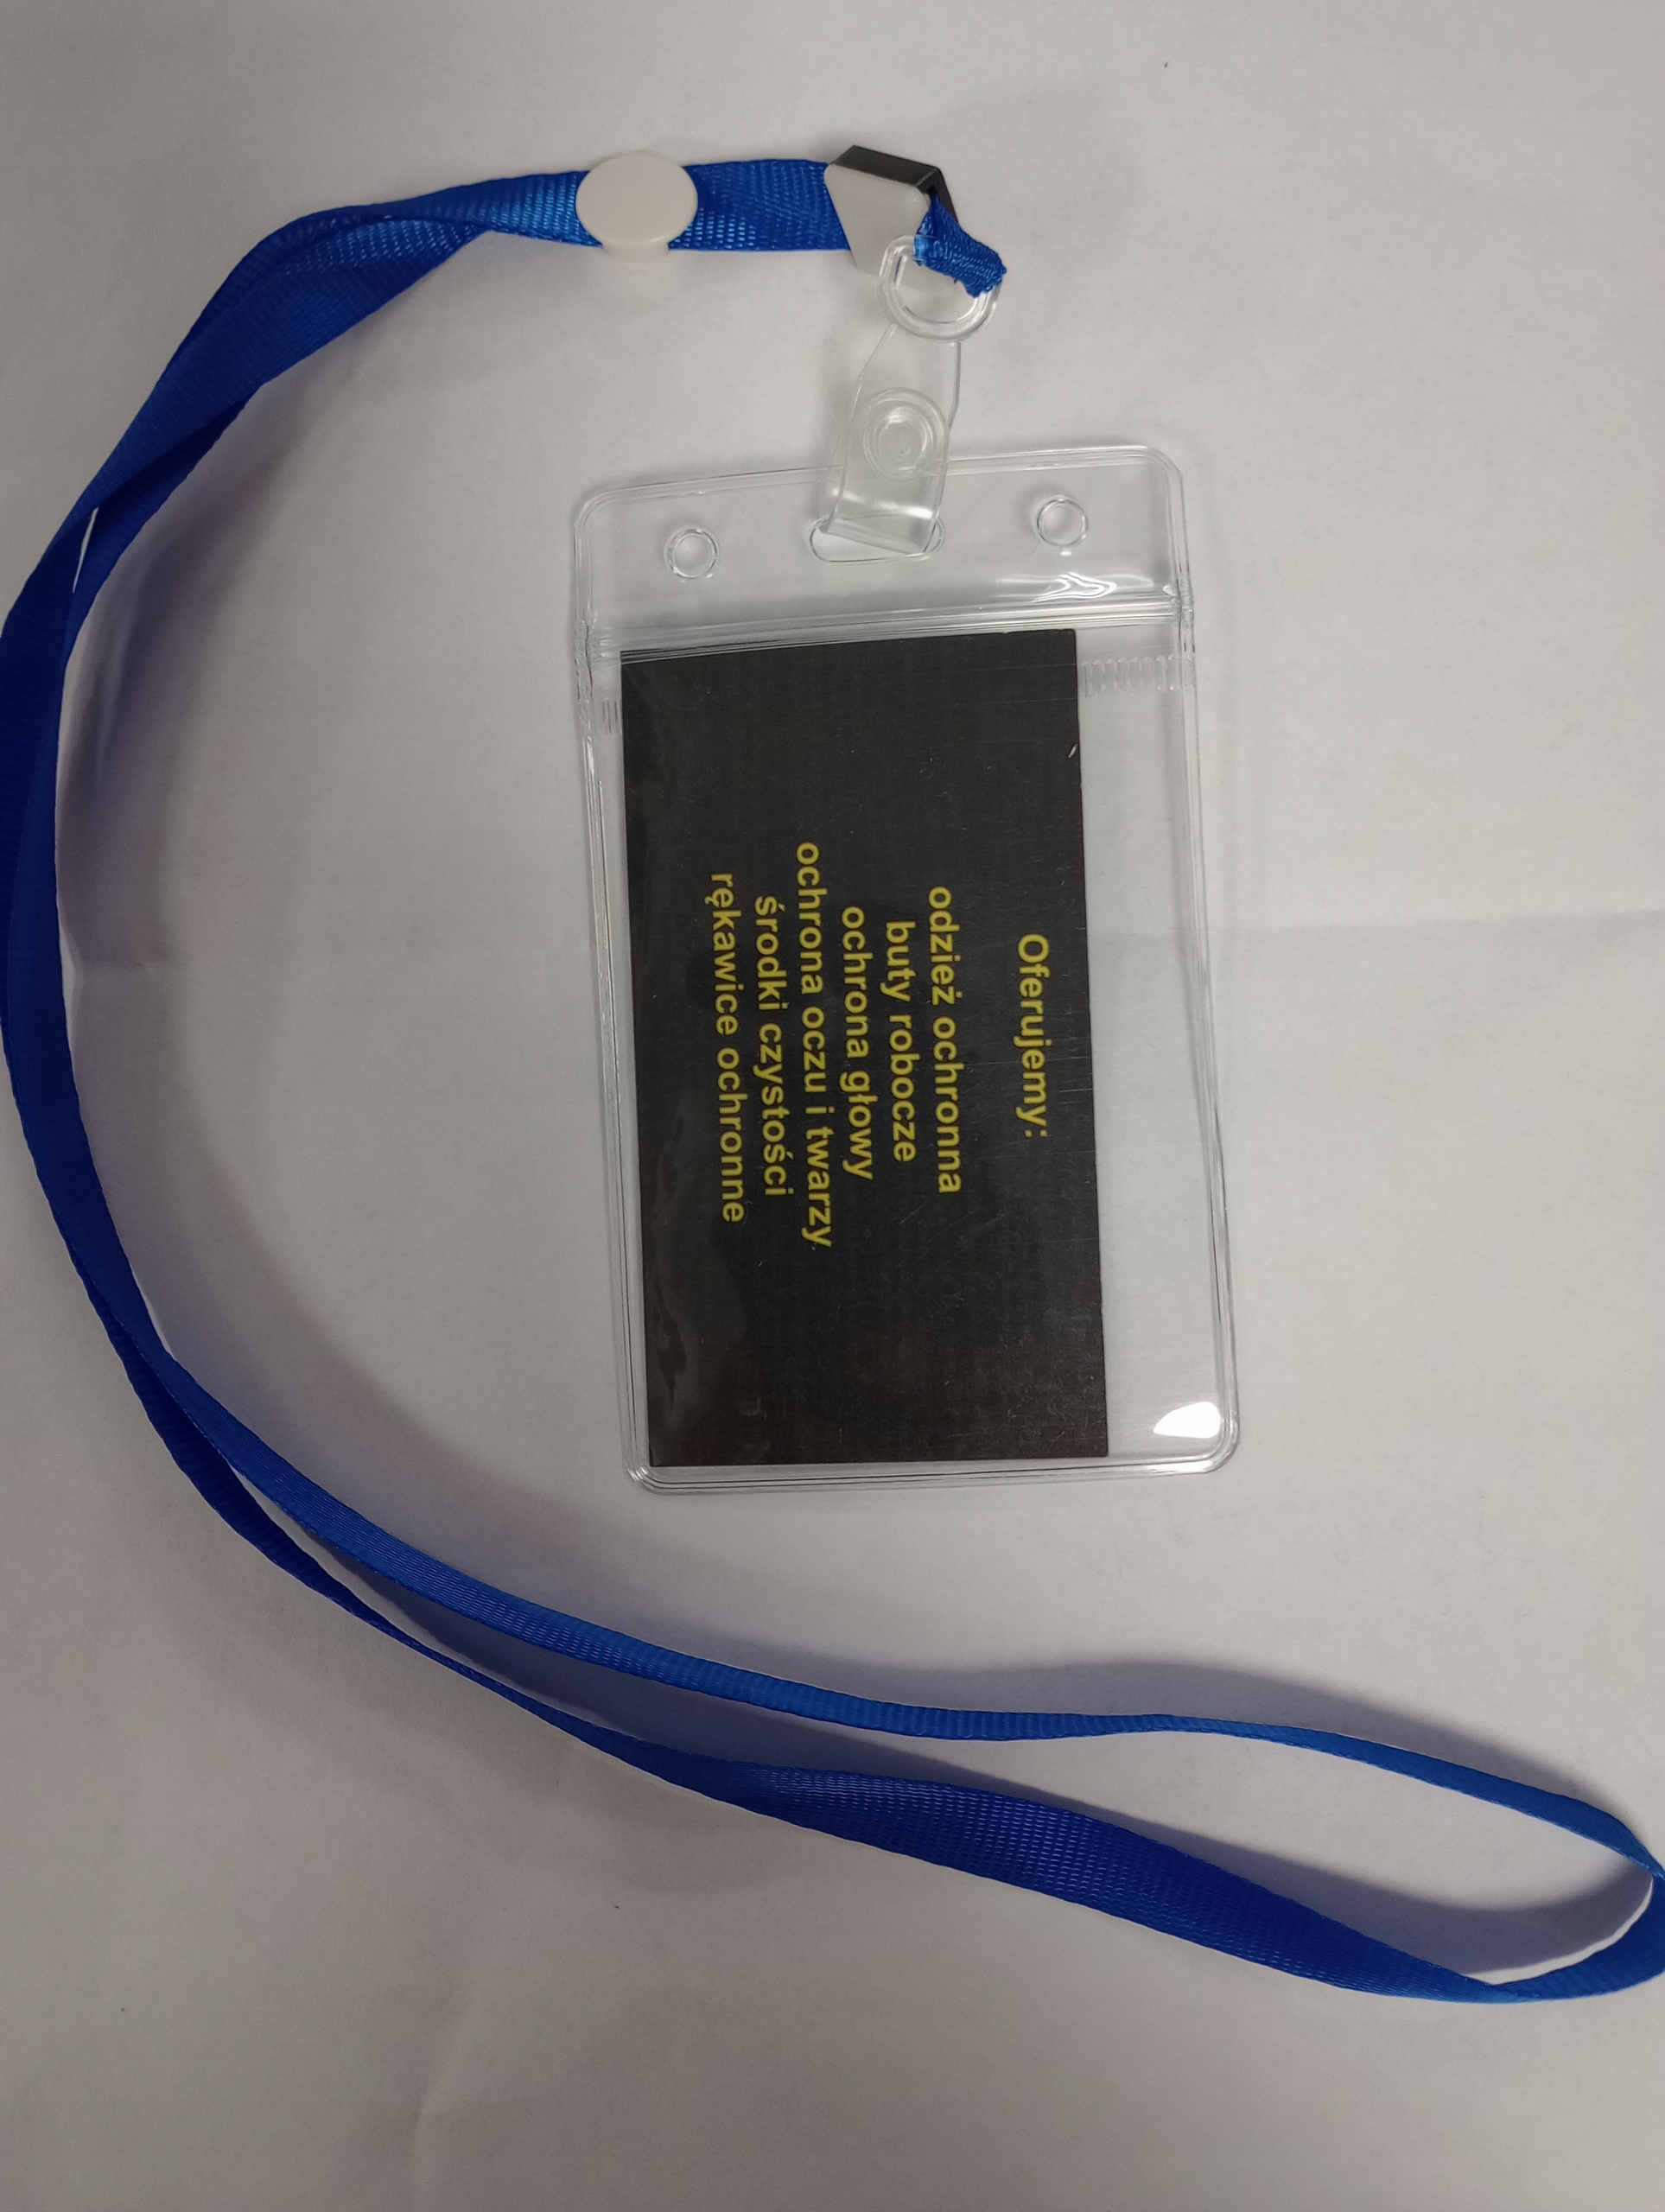 Oferujemy:
odzież ochronna
buty robocze
ochrona głowy
ochrona oczu i twarzy
środki czystości
rękawice ochronne